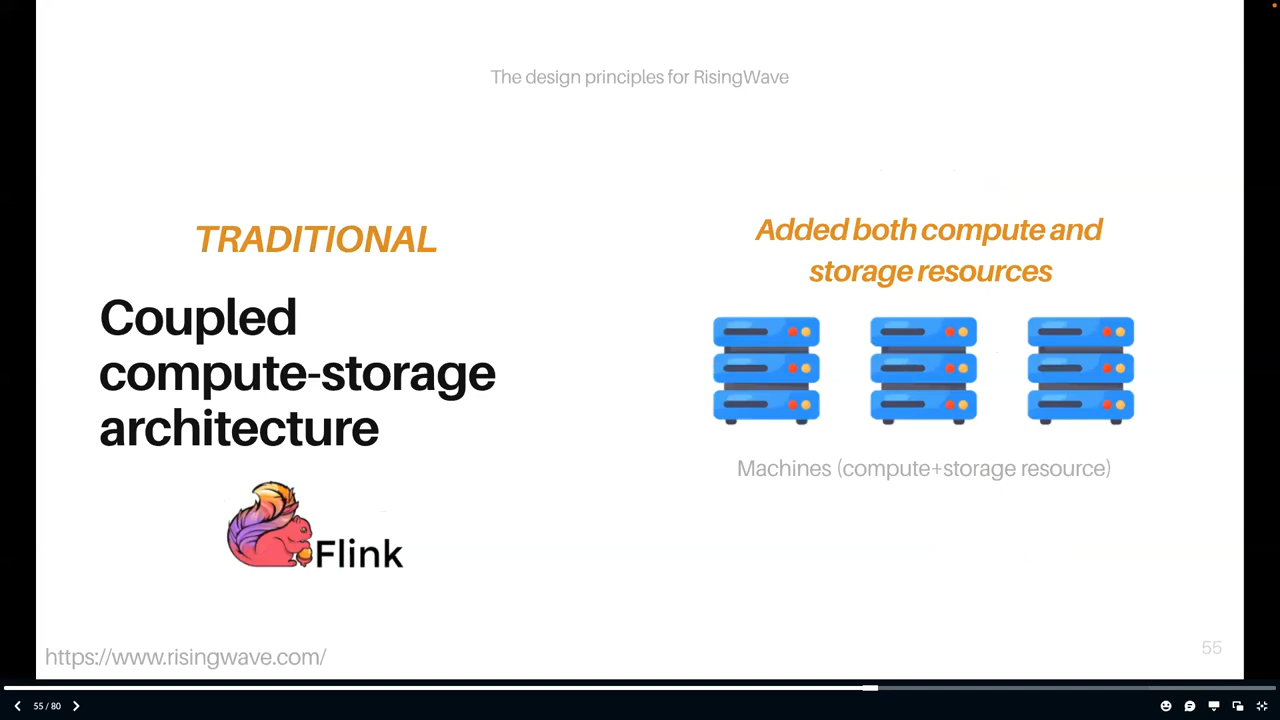 The design principles for RisingWave
TRADITIONAL
Coupled
compute-storage
architecture
Flink
Added both compute and
storage resources
Machines (compute+storage resource)
https://www.risingwave.com/
55
55 / 80